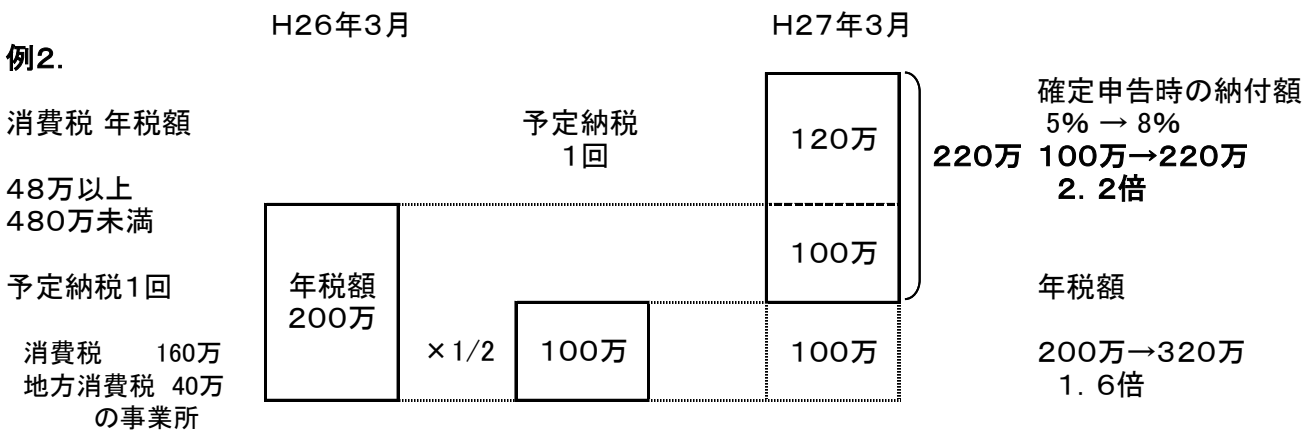 H26年3月
H27年3月
例2.
消費税 年税額
48万以上
480万未満
予定納税1回
消費税 160万
地方消費税 40万
の事業所
年税額
200万
×1/2
予定納税
1回
100万
120万
100万
100万
220万
確定申告時の納付額
5% → 8%
100万→220万
2.2倍
年税額
200万→320万
1.6倍